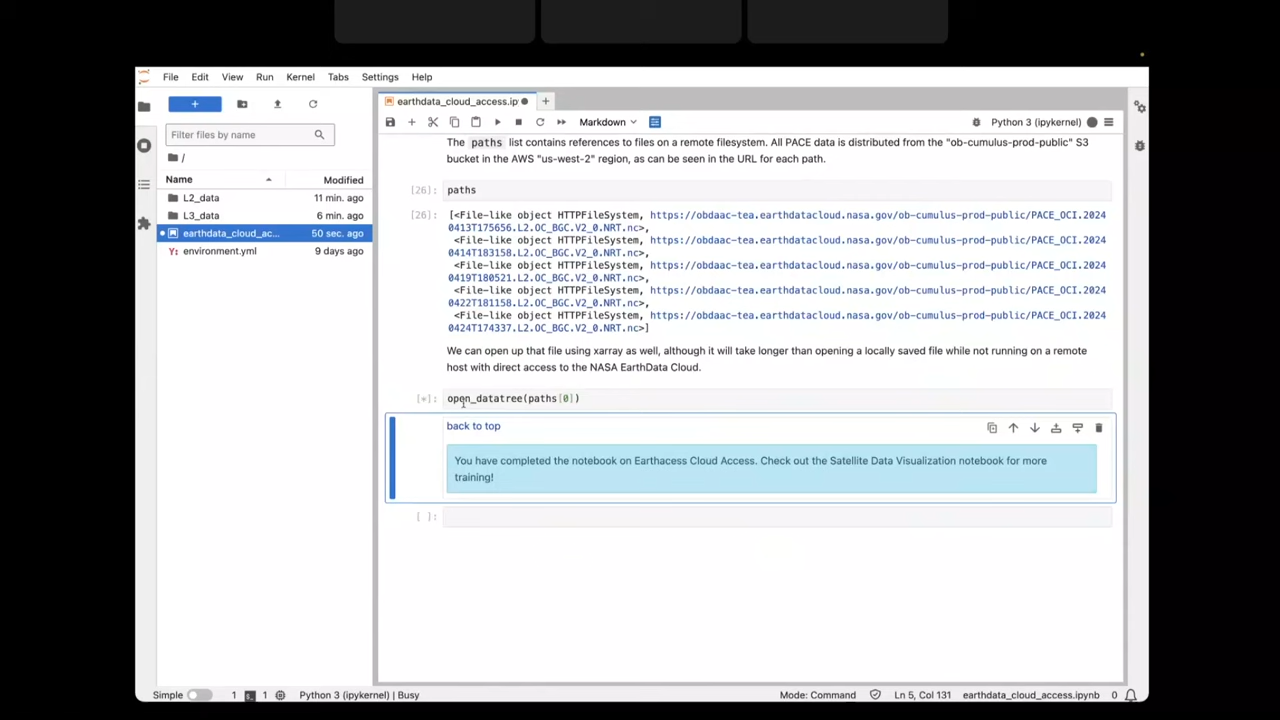 File Edit View Run Kernel Tabs Settings Help
+
Filter files by name
/
Name Modified
L2_data 11 min. ago
L3_data 6 min. ago
earthdata_cloud_ac... 50 sec. ago
Y: environment.yml 9 days ago
earthdata_cloud_access.ip
Markdown
Python 3 (ipykernel)
The paths list contains references to files on a remote filesystem. All PACE data is distributed from the "ob-cumulus-prod-public" S3
bucket in the AWS "us-west-2" region, as can be seen in the URL for each path.
[26]: paths
[26]: [<File-like object HTTPFileSystem, https://obdaac-tea.earthdatacloud.nasa.gov/ob-cumulus-prod-public/PACE_OCI.2024
0413T175656.L2.OC_BGC.V2_0.NRT.nc>,
<File-like object HTTPFileSystem, https://obdaac-tea.earthdatacloud.nasa.gov/ob-cumulus-prod-public/PACE_OCI.2024
0414T183158.L2.OC_BGC.V2_0.NRT.nc>,
<File-like object HTTPFileSystem, https://obdaac-tea.earthdatacloud.nasa.gov/ob-cumulus-prod-public/PACE_OCI.2024
0419T180521.L2.OC_BGC.V2_0.NRT.nc>,
<File-like object HTTPFileSystem, https://obdaac-tea.earthdatacloud.nasa.gov/ob-cumulus-prod-public/PACE_OCI.2024
0422T181158.L2.OC_BGC.V2_0.NRT.nc>,
<File-like object HTTPFileSystem, https://obdaac-tea.earthdatacloud.nasa.gov/ob-cumulus-prod-public/PACE_OCI.2024
0424T174337.L2.OC_BGC.V2_0.NRT.nc>]
We can open up that file using xarray as well, although it will take longer than opening a locally saved file while not running on a remote
host with direct access to the NASA EarthData Cloud.
[*]: open_datatree(paths[0])
back to top
You have completed the notebook on Earthacess Cloud Access. Check out the Satellite Data Visualization notebook for more
training!
[ ]:
Simple 1 1 Python 3 (ipykernel) | Busy
Mode: Command Ln 5, Col 131 earthdata_cloud_access.ipynb 0